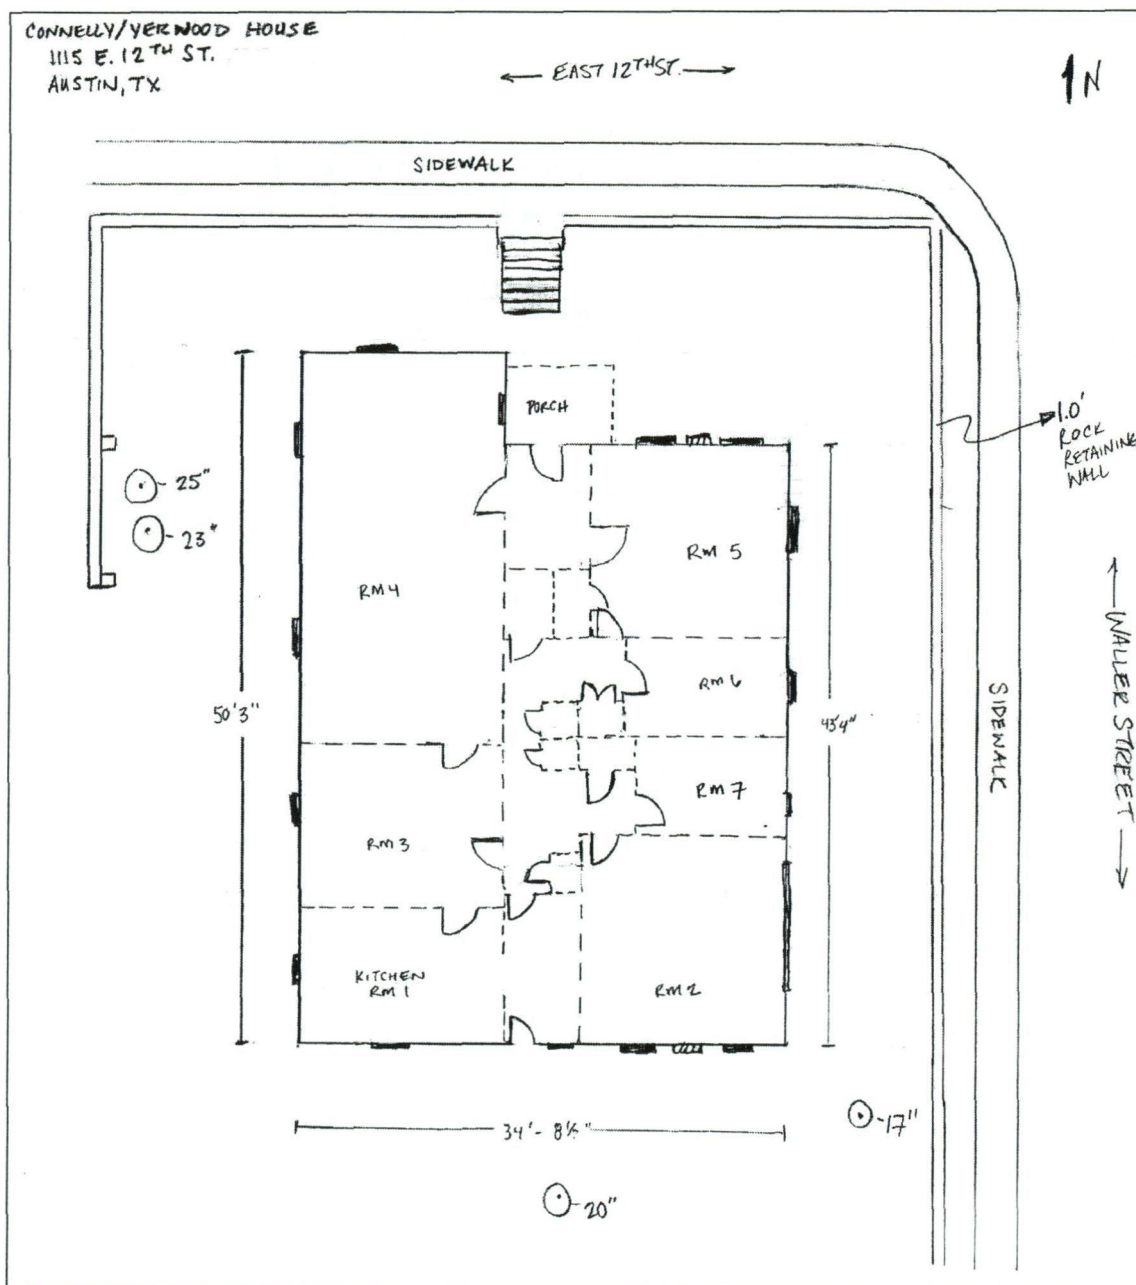 CONNELLY/YERWOOD HOUSE
1115 E. 12TH ST.
AUSTIN, TX
EAST 12TH ST.
N
SIDEWALK
1.0'
ROCK
RETAINING
WALL
PORCH
25"
23"
RM 4
RM 5
RM 6
50'3"
43'4"
RM 7
RM 3
KITCHEN
RM 1
RM 2
SIDEWALK
WALLER STREET
34'- 8½"
17"
20"